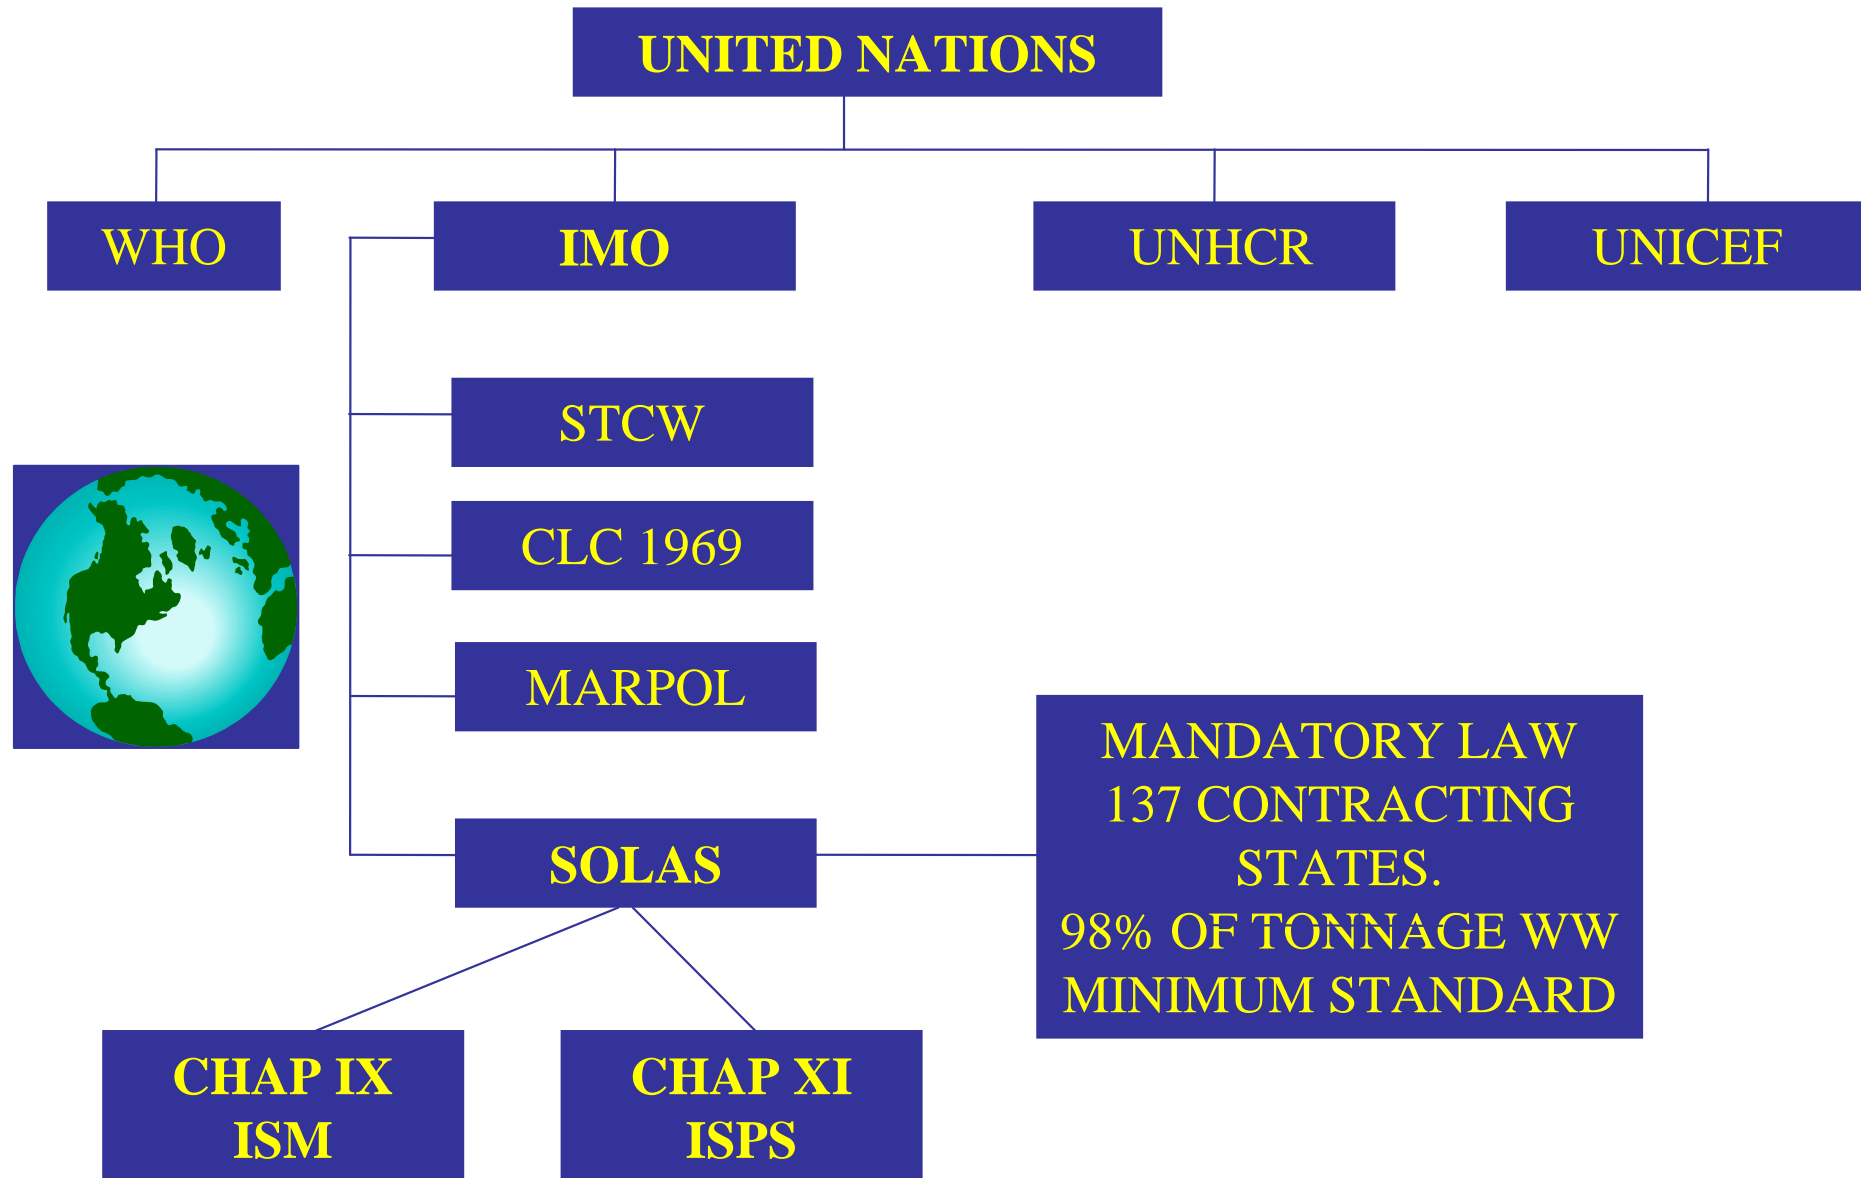 UNITED NATIONS
WHO
IMO
UNHCR
UNICEF
STCW
CLC 1969
MARPOL
SOLAS
MANDATORY LAW
137 CONTRACTING
STATES.
98% OF TONNAGE WW
MINIMUM STANDARD
CHAP IX
ISM
CHAP XI
ISPS